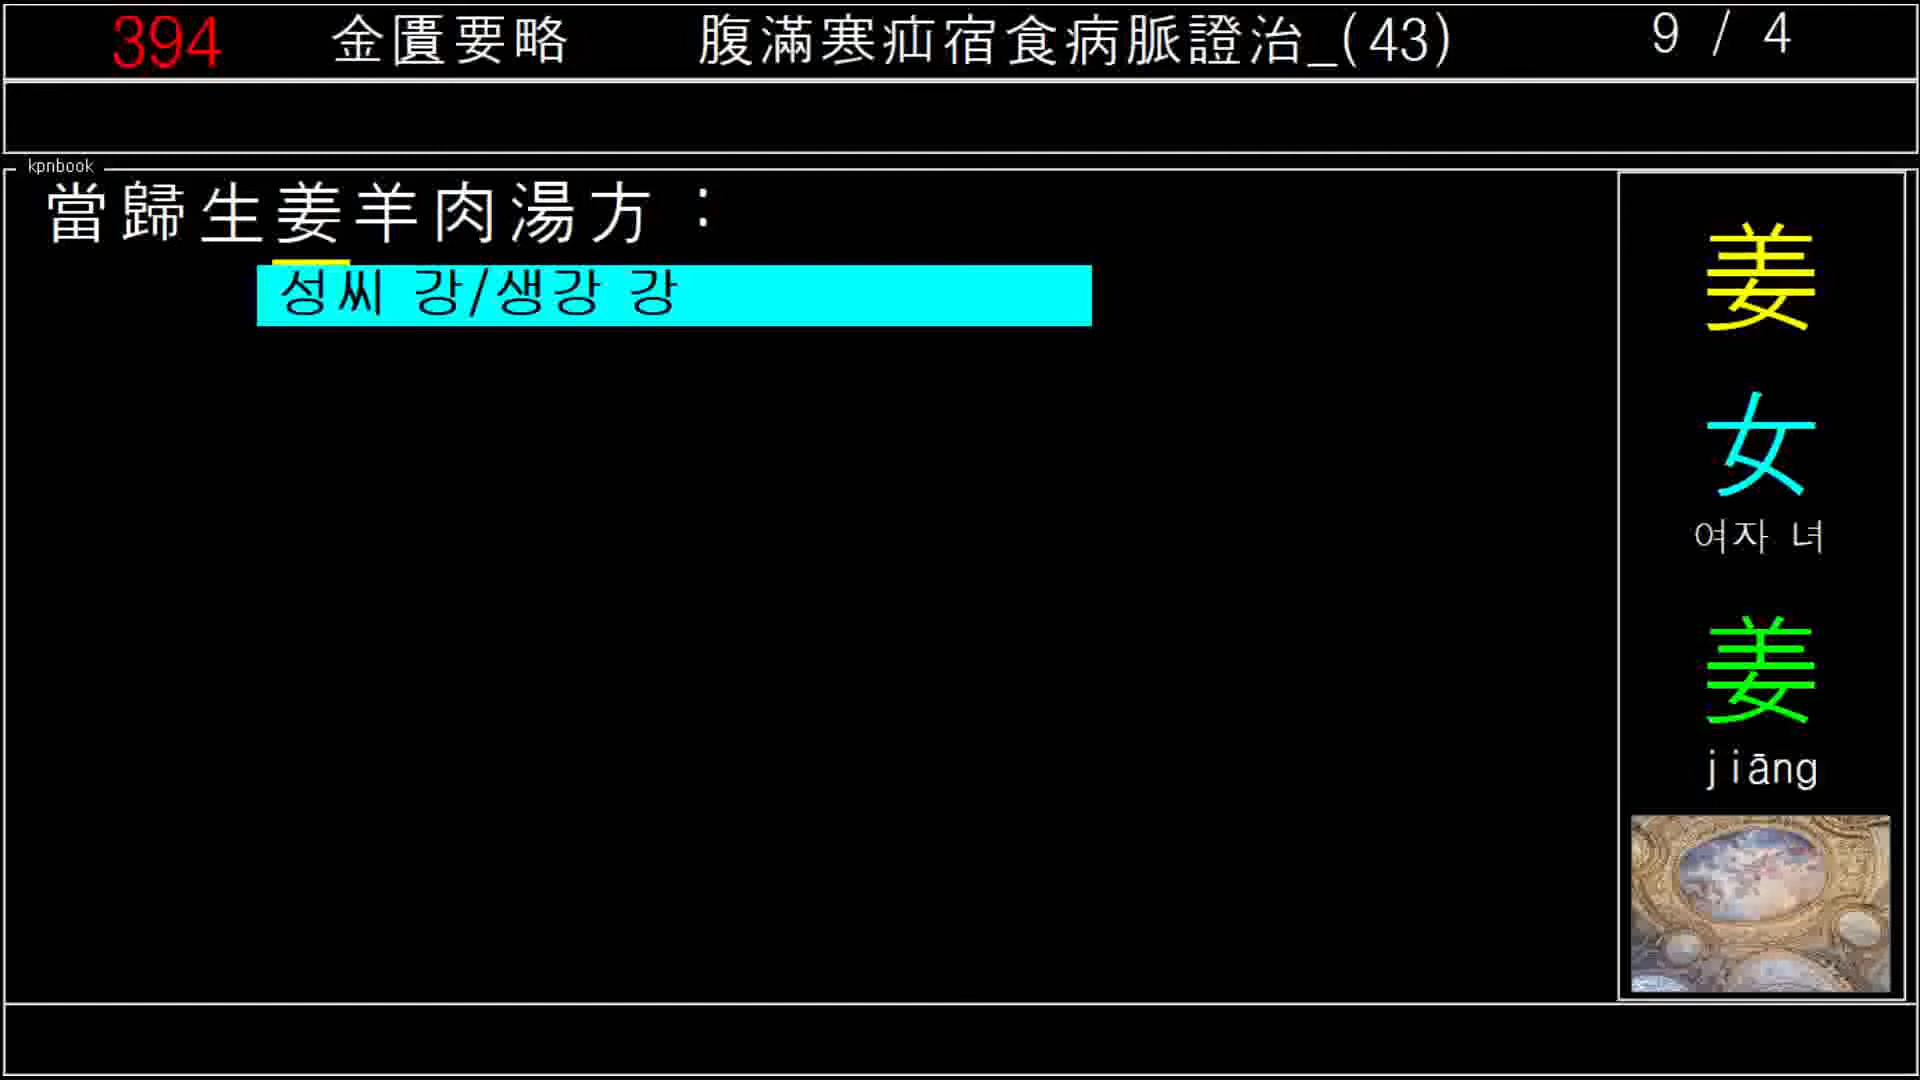 394 金匱要略 腹滿寒疝宿食病脈證治_(43) 9 / 4
kpnbook
當歸生姜羊肉湯方：
성씨 강/생강 강
姜
女
여자 녀
姜
jiāng